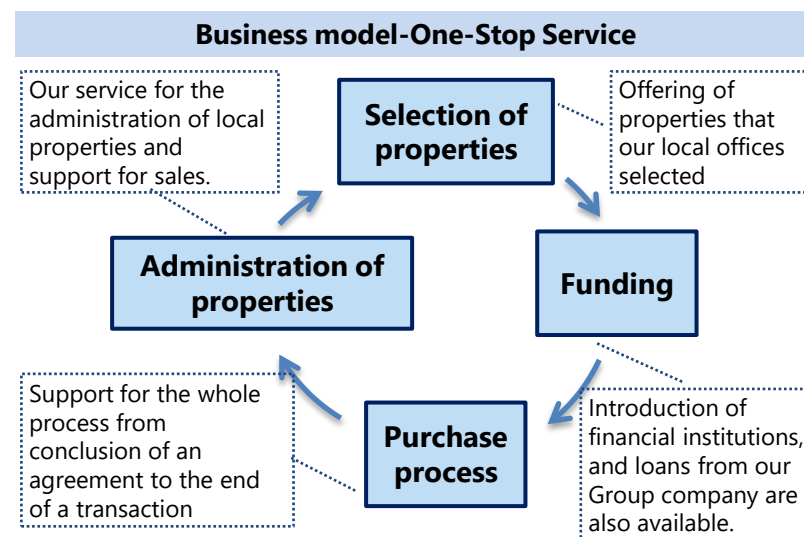 Business model-One-Stop Service
Our service for the
administration of local
properties and
support for sales.
Selection of
properties
Offering of
properties that
our local offices
selected
Administration of
properties
Funding
Support for the whole
process from
conclusion of an
agreement to the end
of a transaction
Purchase
process
Introduction of
financial institutions,
and loans from our
Group company are
also available.